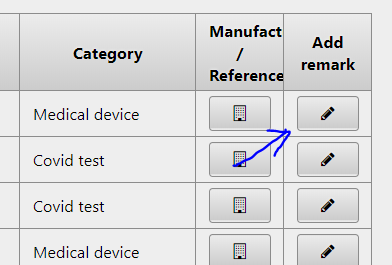 Category
Manufact
/
Reference
Add
remark
Medical device
Covid test
Covid test
Medical device